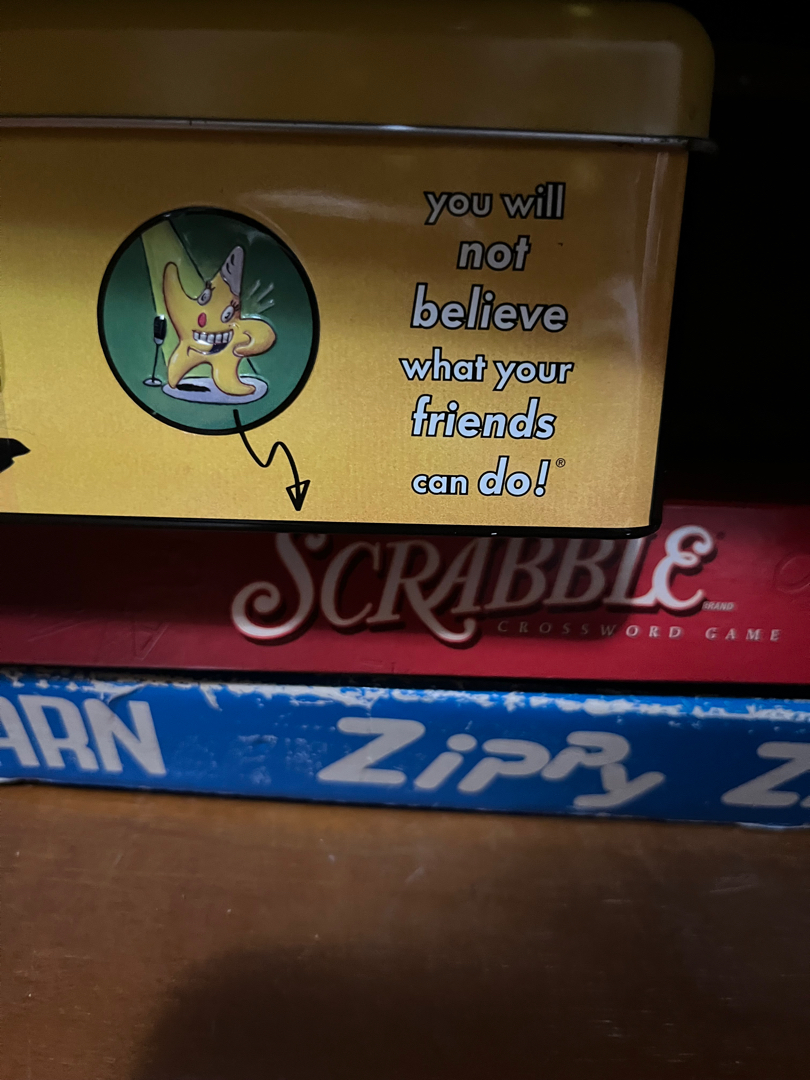 you will
not
believe
what your
friends
can do!®
SCRABBLE
BRAND
CROSSWORD GAME
ARN ZiPPy Z